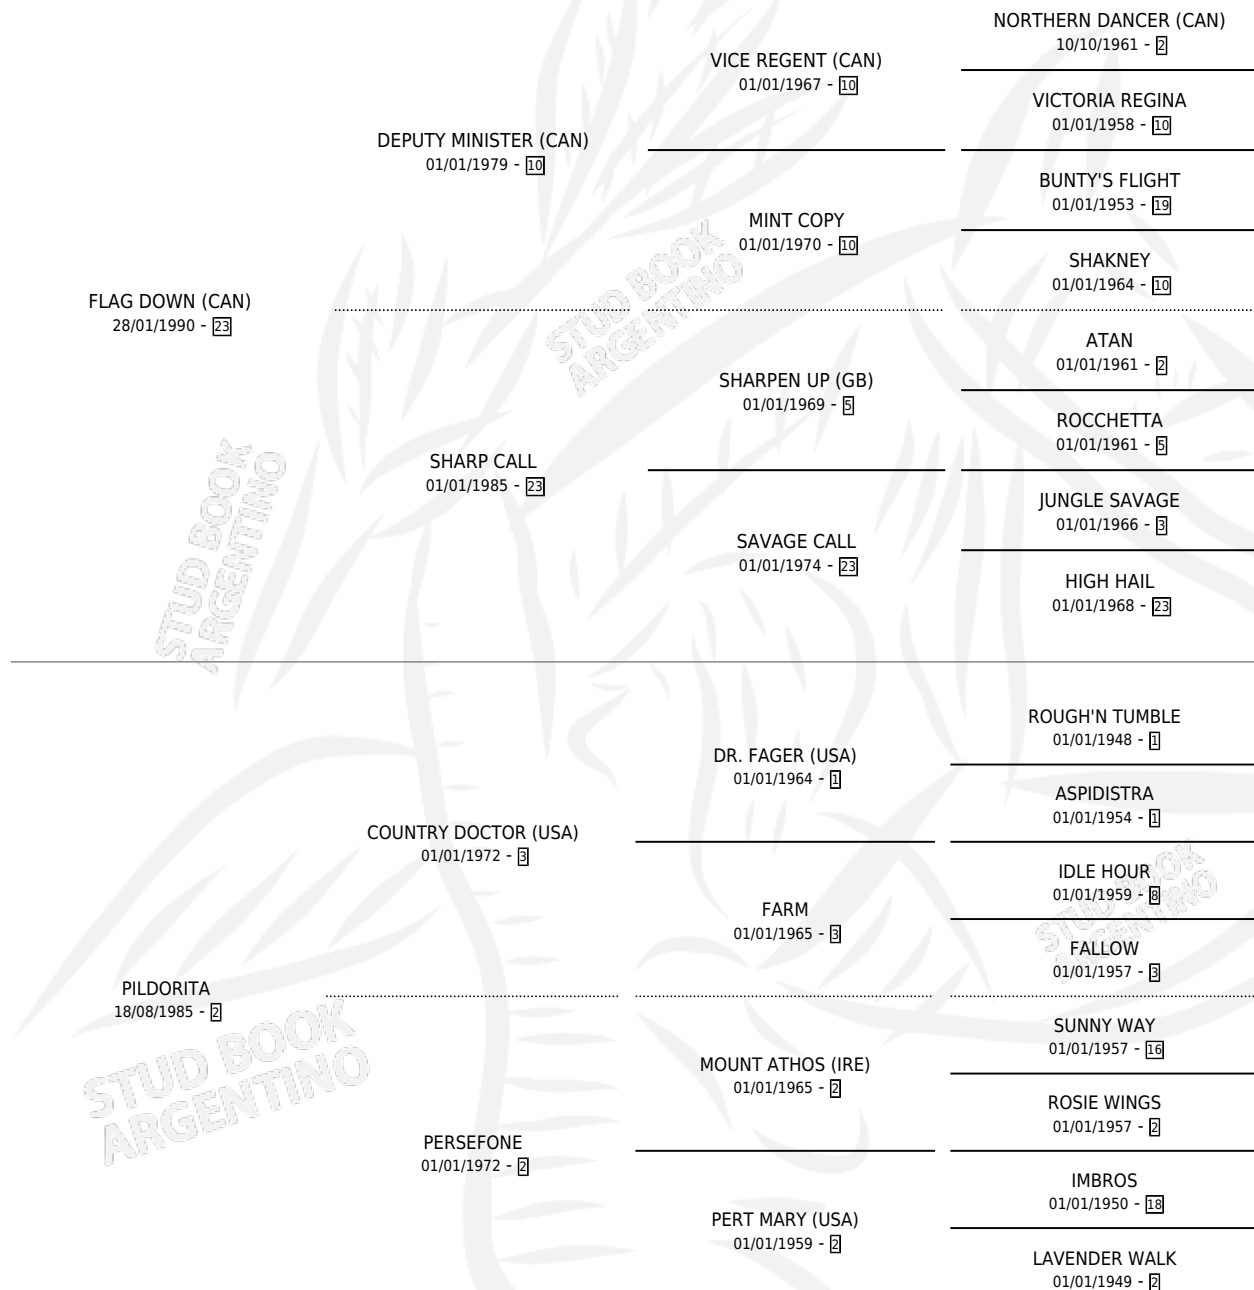 NORTHERN DANCER (CAN)
10/10/1961 - 2
VICE REGENT (CAN)
01/01/1967 - 10
VICTORIA REGINA
01/01/1958 - 10
DEPUTY MINISTER (CAN)
01/01/1979 - 10
BUNTY'S FLIGHT
01/01/1953 - 19
MINT COPY
01/01/1970 - 10
SHAKNEY
01/01/1964 - 10
FLAG DOWN (CAN)
28/01/1990 - 23
ATAN
01/01/1961 - 2
SHARPEN UP (GB)
01/01/1969 - 5
ROCCHETTA
01/01/1961 - 5
SHARP CALL
01/01/1985 - 23
JUNGLE SAVAGE
01/01/1966 - 3
SAVAGE CALL
01/01/1974 - 23
HIGH HAIL
01/01/1968 - 23
ROUGH'N TUMBLE
01/01/1948 - 1
DR. FAGER (USA)
01/01/1964 - 1
ASPIDISTRA
01/01/1954 - 1
COUNTRY DOCTOR (USA)
01/01/1972 - 3
IDLE HOUR
01/01/1959 - 8
FARM
01/01/1965 - 3
FALLOW
01/01/1957 - 3
PILDORITA
18/08/1985 - 2
SUNNY WAY
01/01/1957 - 16
MOUNT ATHOS (IRE)
01/01/1965 - 2
ROSIE WINGS
01/01/1957 - 2
PERSEFONE
01/01/1972 - 2
IMBROS
01/01/1950 - 18
PERT MARY (USA)
01/01/1959 - 2
LAVENDER WALK
01/01/1949 - 2
STUD BOOK
ARGENTINO
STUD BOOK
ARGENTINO
STUD BOOK
ARGENTINO
STUD BOOK
ARGENTINO